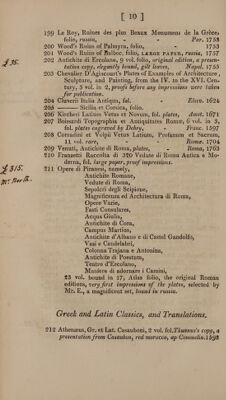 [ 10 ]
199 Le Roy, Ruines des plus Beaux Monumens de la Grèce,
folio, russia, - Par. 1758
200 Wood's Ruins of Palmyra, folio, - 1753
201 Wood's Ruins of Balbec, folio, LARGE PAPER, russia, 1757
£35.
202 Antichite di Ercolano, 9 vol. folio, original edition, a presentation
copy, elegantly bound, gilt leaves, Napol. 1755
203 Chevalier D'Agincourt's Plates of Examples of Architecture,
Sculpture, and Painting, from the IV. to the XVI. Century,
3 vol. in 2, proofs before any impressions were taken
for publication.
204 Cluverii Italia Antiqua, fol. - Elzev. 1624
205 ——— Sicilia et Corsica, folio.
206 Kircheri Latium Vetus et Novum, fol. plates, Amst. 1671
207 Boissardi Topographia et Antiquitates Romæ, 6 vol. in 3,
fol. plates engraved by Debry, - Franc. 1597
208 Corradini et Volpii Vetus Latium, Profanum et Sacrum,
11 vol. rare, - Romæ. 1704
209 Venuti, Antichite di Roma, plates, - Roma, 1763
210 Franzetti Raccolta di 320 Vedute di Roma Antica e Moderna,
fol. large paper, proof impressions.
£315.
211 Opere di Piranesi, namely,
Antichite Romane,
Vedute di Roma,
Sepolcri degli Scipione,
Magnificenza ed Architectura di Roma,
Opere Varie,
Fasti Consulares,
Acqua Giulia,
Antichite di Cora,
Campus Martius,
Antichite d'Albano e di Castel Gandolfo,
Vasi e Candelabri,
Colonna Trajana e Antonina,
Antichite di Poestum,
Teatro d'Ercolano,
Maniere di adornare i Camini,
23 vol. bound in 17, Atlas folio, the original Roman
editions, very first impressions of the plates, selected by
Mr. E., a magnificent set, bound in russia.
Greek and Latin Classics, and Translations.
212 Athenæus, Gr. et Lat. Casauboni, 2 vol. fol. Thuanus's copy, a
presentation from Casaubon, red morocco, ap Commelin. 1598